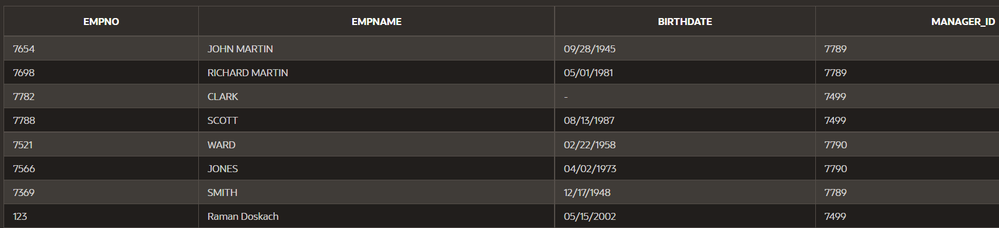 EMPNO EMPNAME BIRTHDATE MANAGER_ID
7654 JOHN MARTIN 09/28/1945 7789
7698 RICHARD MARTIN 05/01/1981 7789
7782 CLARK - 7499
7788 SCOTT 08/13/1987 7499
7521 WARD 02/22/1958 7790
7566 JONES 04/02/1973 7790
7369 SMITH 12/17/1948 7789
123 Raman Doskach 05/15/2002 7499